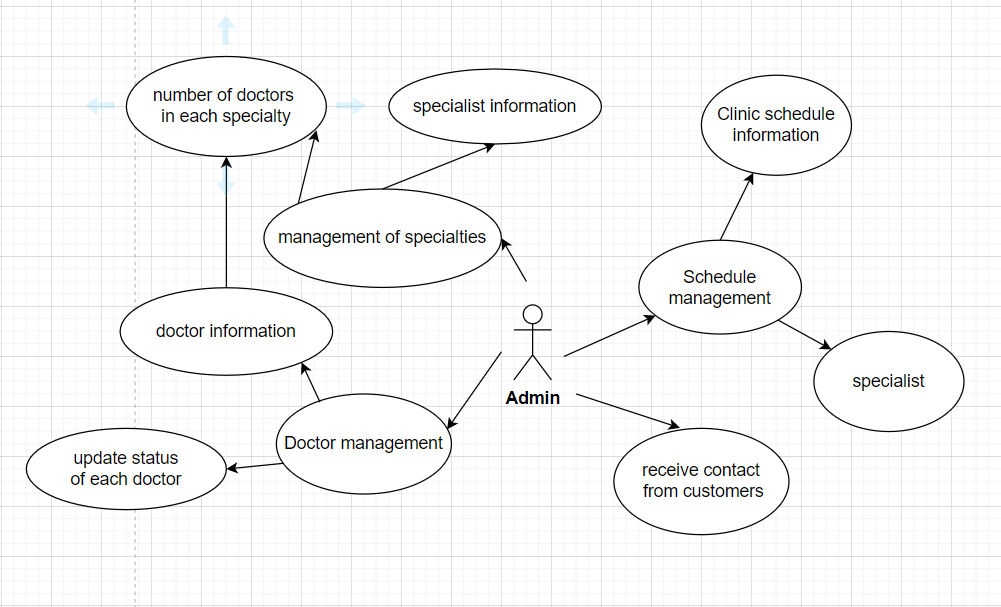 number of doctors
in each specialty
specialist information
Clinic schedule
information
management of specialties
Schedule
management
doctor information
specialist
Admin
Doctor management
update status
of each doctor
receive contact
from customers